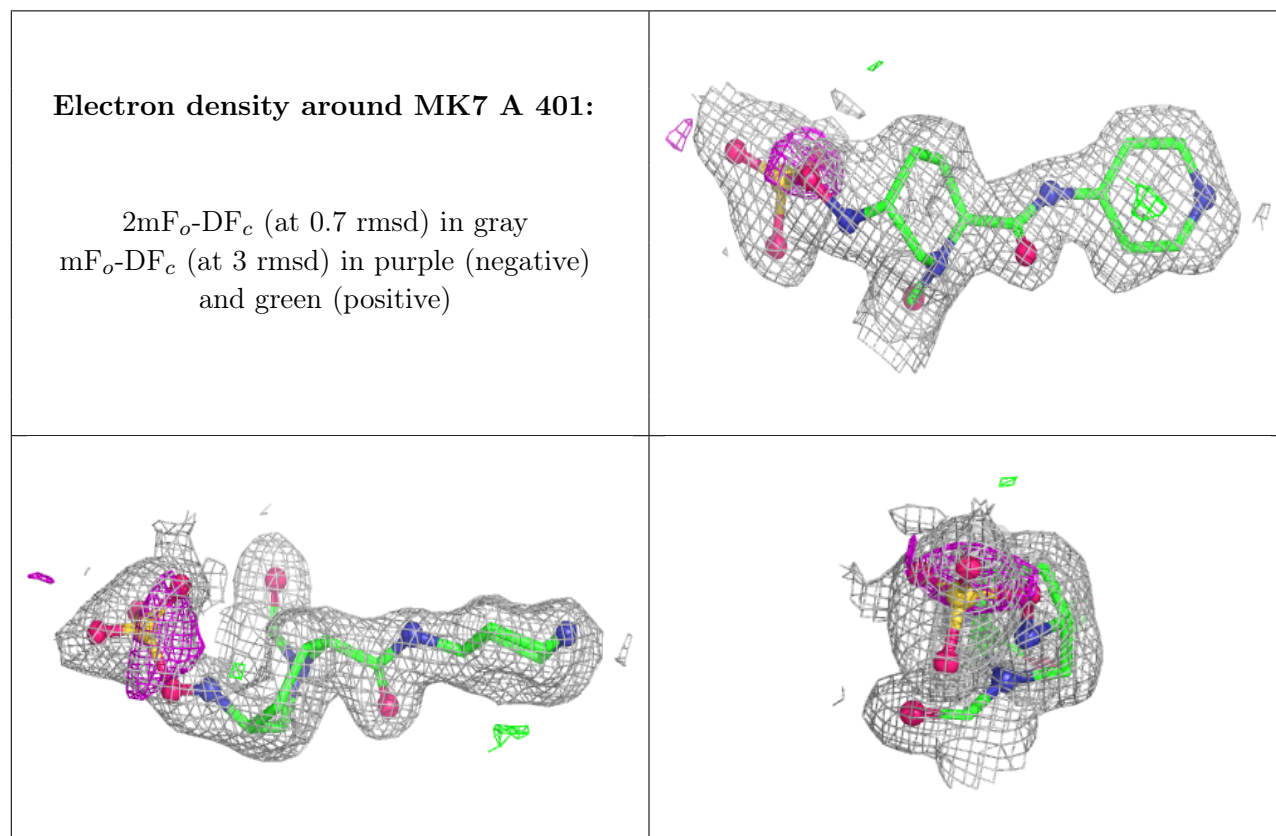 Electron density around MK7 A 401:
2mFₒ-DF𝑐 (at 0.7 rmsd) in gray
mFₒ-DF𝑐 (at 3 rmsd) in purple (negative)
and green (positive)